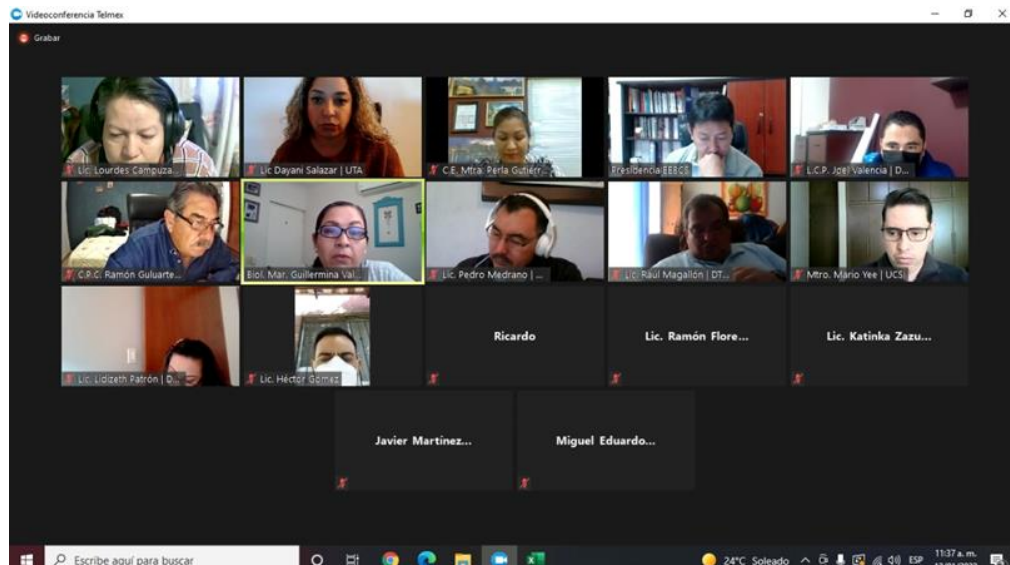 Videoconferencia Telmex
Grabar
Lic. Lourdes Campuza...
Lic Dayani Salazar | UTA
C.E. Mtra. Perla Gutiérr...
Presidencia IEEBCS
L.C.P. Joel Valencia | D...
C.P.C. Ramón Guluarte...
Biol. Mar. Guillermina Val...
Lic. Pedro Medrano | ...
Lic. Raúl Magallón | DT...
Mtro. Mario Yee | UCSI
Lic. Lidizeth Patrón | D...
Lic. Héctor Gómez
Ricardo
Lic. Ramón Flore...
Lic. Katinka Zazu...
Javier Martínez...
Miguel Eduardo...
Escribe aquí para buscar
24°C Soleado
ESP
11:37 a. m.